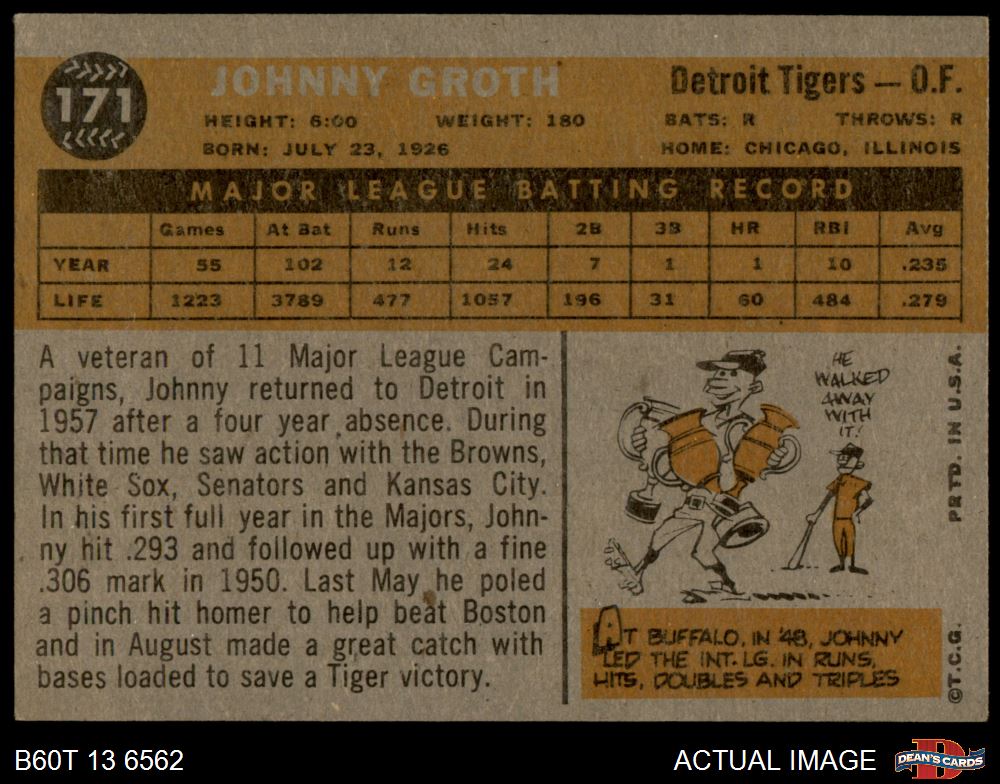 171
JOHNNY GROTH
Detroit Tigers — O.F.
HEIGHT: 6:00 WEIGHT: 180 BATS: R THROWS: R
BORN: JULY 23, 1926 HOME: CHICAGO, ILLINOIS
MAJOR LEAGUE BATTING RECORD
Games At Bat Runs Hits 2B 3B HR RBI Avg
YEAR 55 102 12 24 7 1 1 10 .235
LIFE 1223 3789 477 1057 196 31 60 484 .279
A veteran of 11 Major League Cam-
paigns, Johnny returned to Detroit in
1957 after a four year absence. During
that time he saw action with the Browns,
White Sox, Senators and Kansas City.
In his first full year in the Majors, John-
ny hit .293 and followed up with a fine
.306 mark in 1950. Last May he poled
a pinch hit homer to help beat Boston
and in August made a great catch with
bases loaded to save a Tiger victory.
HE
WALKED
AWAY
WITH
IT!
AT BUFFALO, IN '48, JOHNNY
LED THE INT. LG. IN RUNS,
HITS, DOUBLES AND TRIPLES
©T.C.G. PRTD. IN U.S.A.
B60T 13 6562 ACTUAL IMAGE DEAN'S CARDS